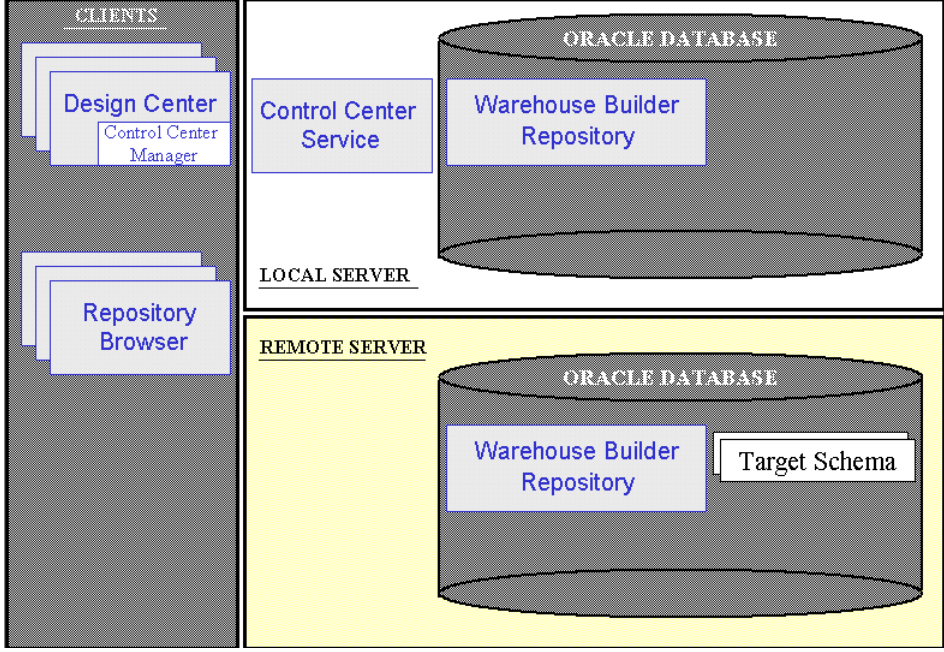 CLIENTS
Design Center
Control Center
Manager
Repository
Browser
ORACLE DATABASE
Control Center
Service
Warehouse Builder
Repository
LOCAL SERVER
REMOTE SERVER
ORACLE DATABASE
Warehouse Builder
Repository
Target Schema